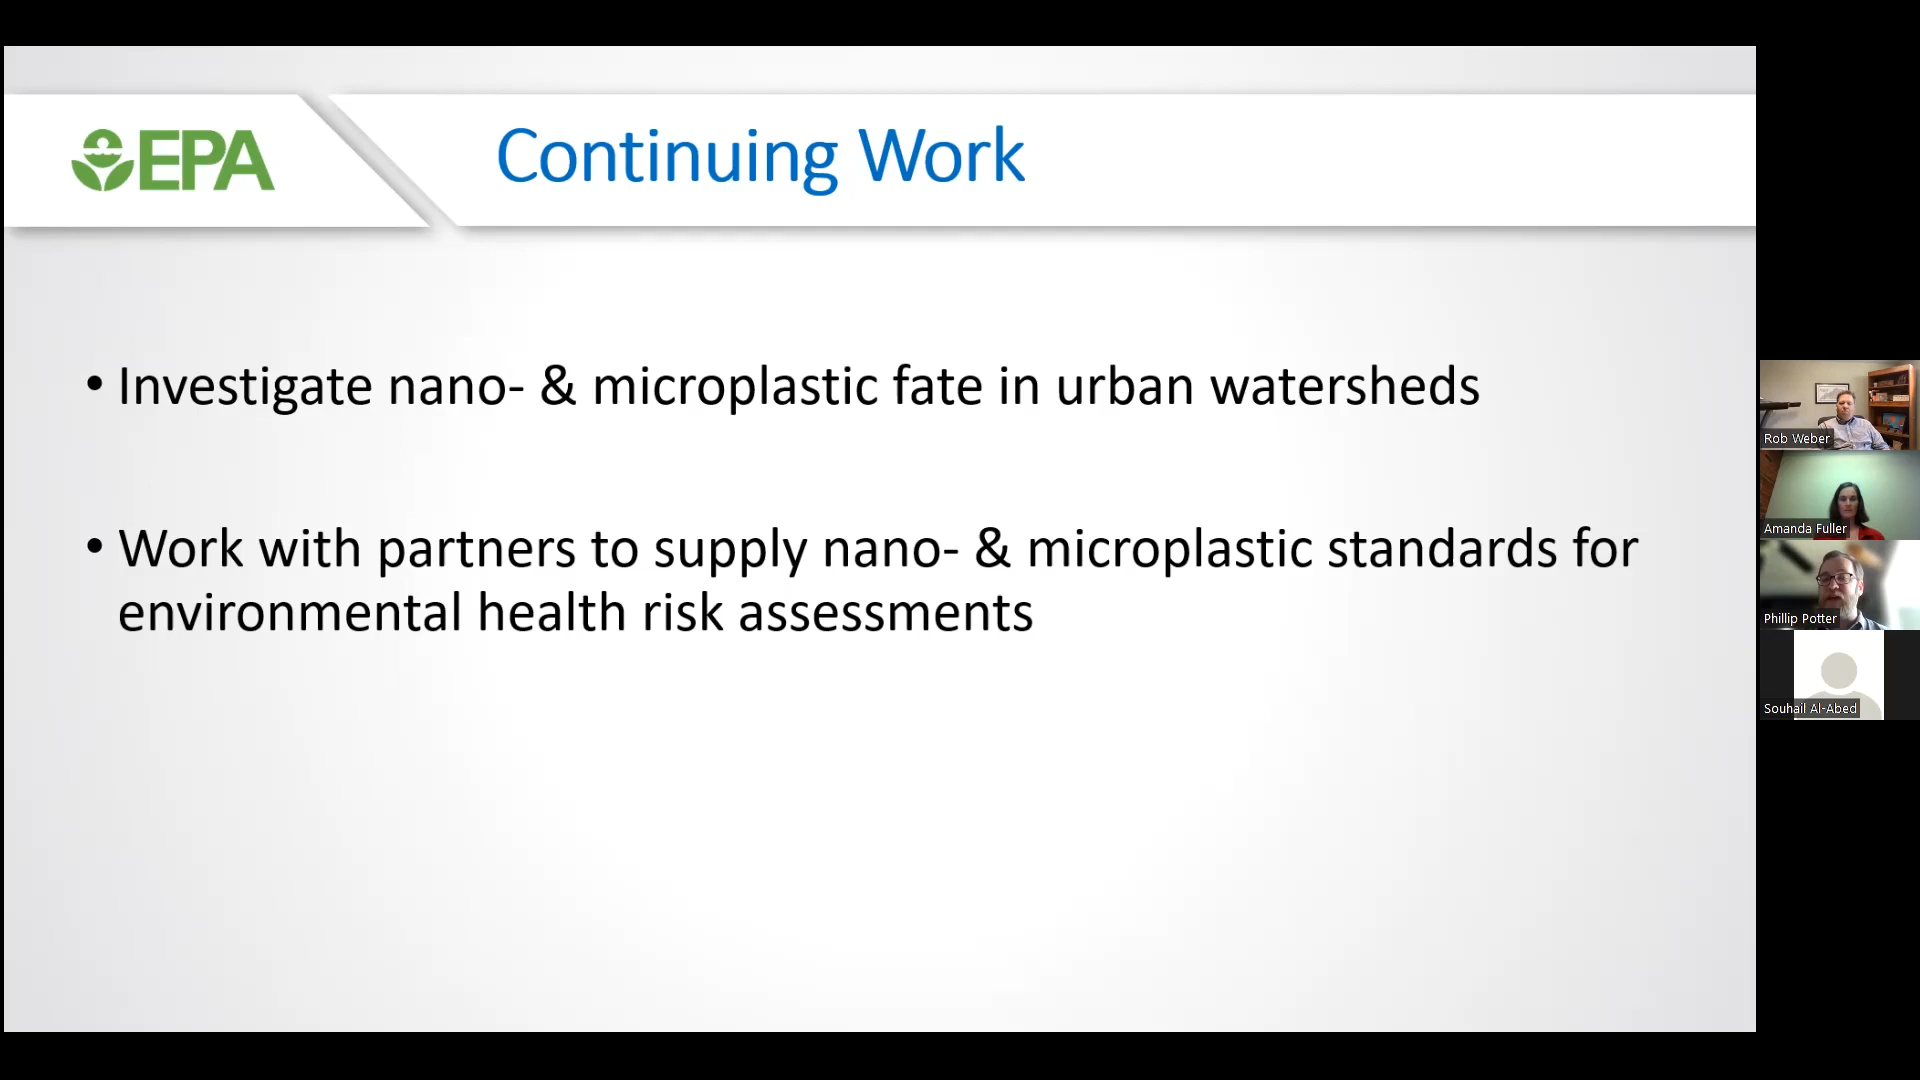 EPA
Continuing Work
• Investigate nano- & microplastic fate in urban watersheds
• Work with partners to supply nano- & microplastic standards for
environmental health risk assessments
Rob Weber
Amanda Fuller
Phillip Potter
Souhail Al-Abed